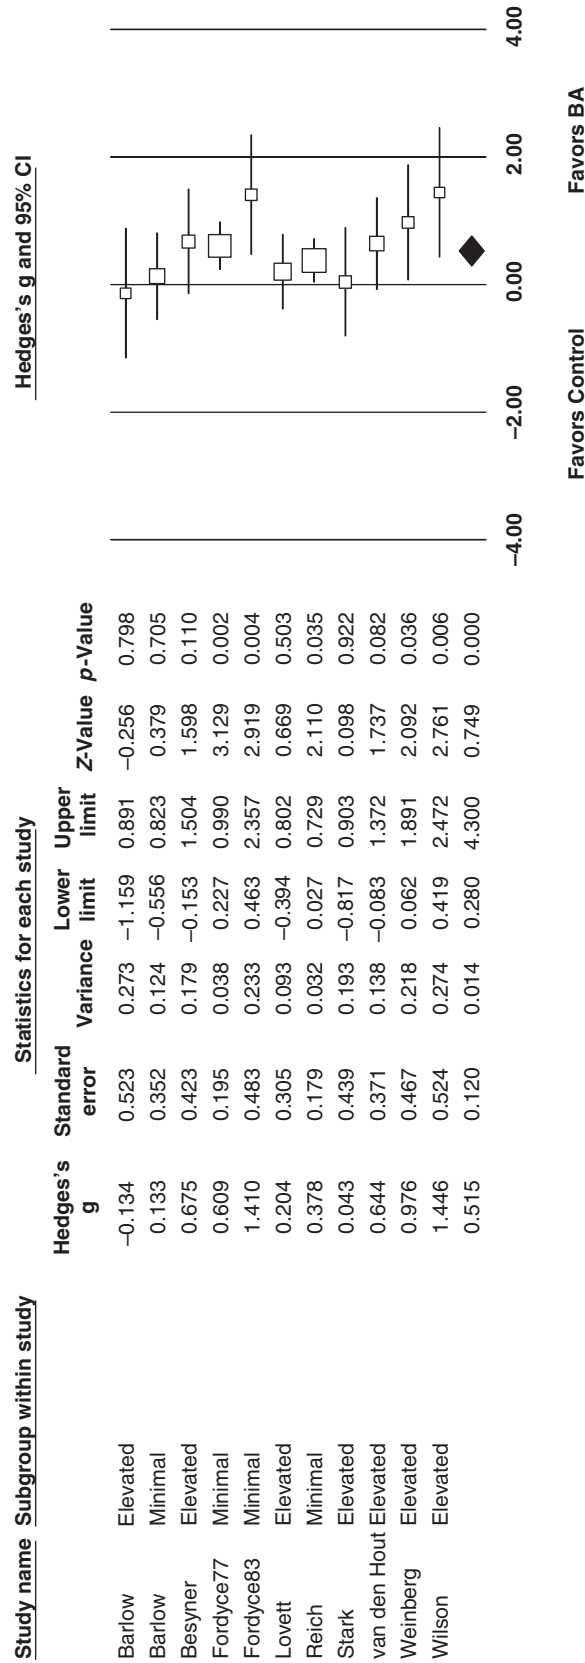 Study name Subgroup within study Statistics for each study Hedges's g and 95% CI
Hedges's g Standard error Variance Lower limit Upper limit Z-Value p-Value
Barlow Elevated −0.134 0.523 0.273 −1.159 0.891 −0.256 0.798
Barlow Minimal 0.133 0.352 0.124 −0.556 0.823 0.379 0.705
Besyner Elevated 0.675 0.423 0.179 −0.153 1.504 1.598 0.110
Fordyce77 Minimal 0.609 0.195 0.038 0.227 0.990 3.129 0.002
Fordyce83 Minimal 1.410 0.483 0.233 0.463 2.357 2.919 0.004
Lovett Elevated 0.204 0.305 0.093 −0.394 0.802 0.669 0.503
Reich Minimal 0.378 0.179 0.032 0.027 0.729 2.110 0.035
Stark Elevated 0.043 0.439 0.193 −0.817 0.903 0.098 0.922
van den Hout Elevated 0.644 0.371 0.138 −0.083 1.372 1.737 0.082
Weinberg Elevated 0.976 0.467 0.218 0.062 1.891 2.092 0.036
Wilson Elevated 1.446 0.524 0.274 0.419 2.472 2.761 0.006
0.515 0.120 0.014 0.280 4.300 0.749 0.000
−4.00 −2.00 0.00 2.00 4.00
Favors Control Favors BA